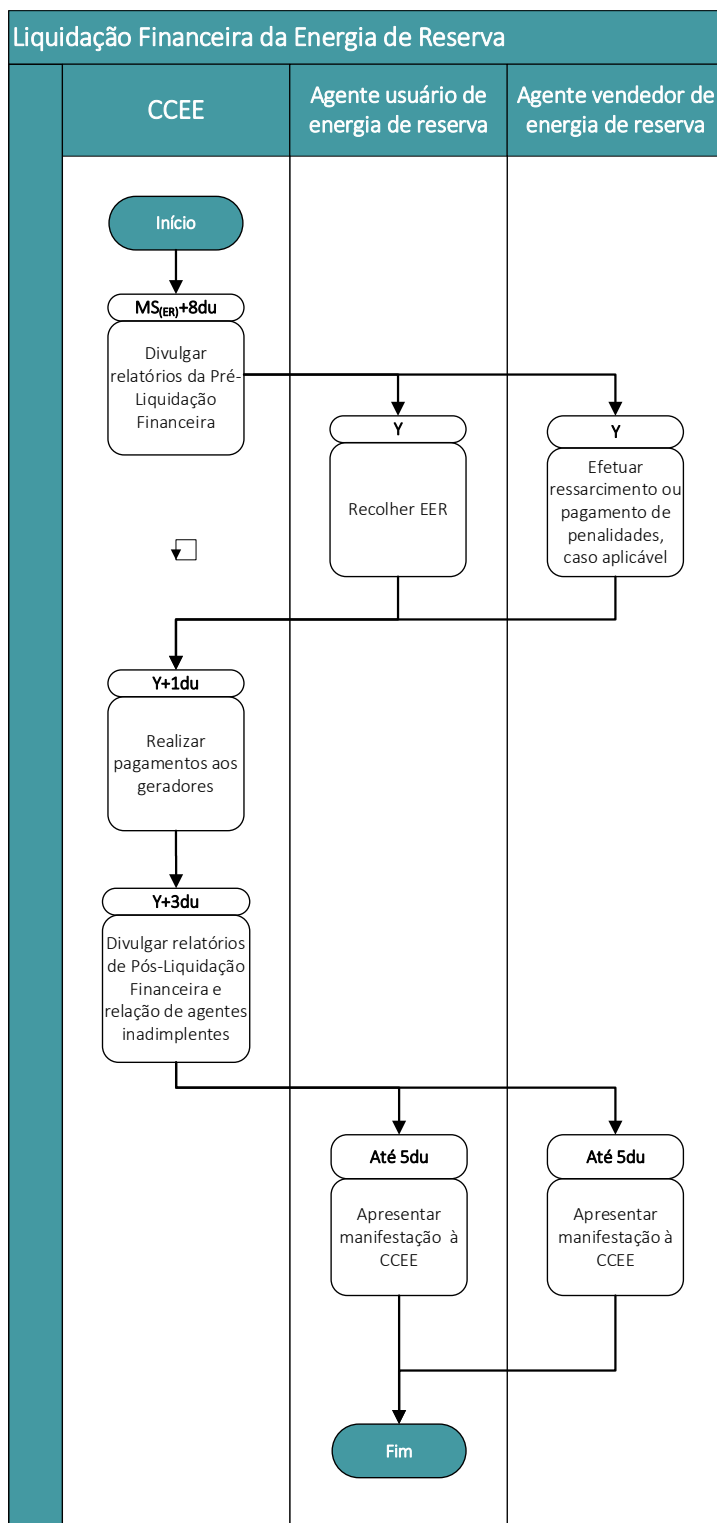 Liquidação Financeira da Energia de Reserva
CCEE
Agente usuário de
energia de reserva
Agente vendedor de
energia de reserva
Início
MS(ER)+8du
Divulgar
relatórios da Pré-
Liquidação
Financeira
Y
Recolher EER
Y
Efetuar
ressarcimento ou
pagamento de
penalidades,
caso aplicável
Y+1du
Realizar
pagamentos aos
geradores
Y+3du
Divulgar relatórios
de Pós-Liquidação
Financeira e
relação de agentes
inadimplentes
Até 5du
Apresentar
manifestação à
CCEE
Até 5du
Apresentar
manifestação à
CCEE
Fim